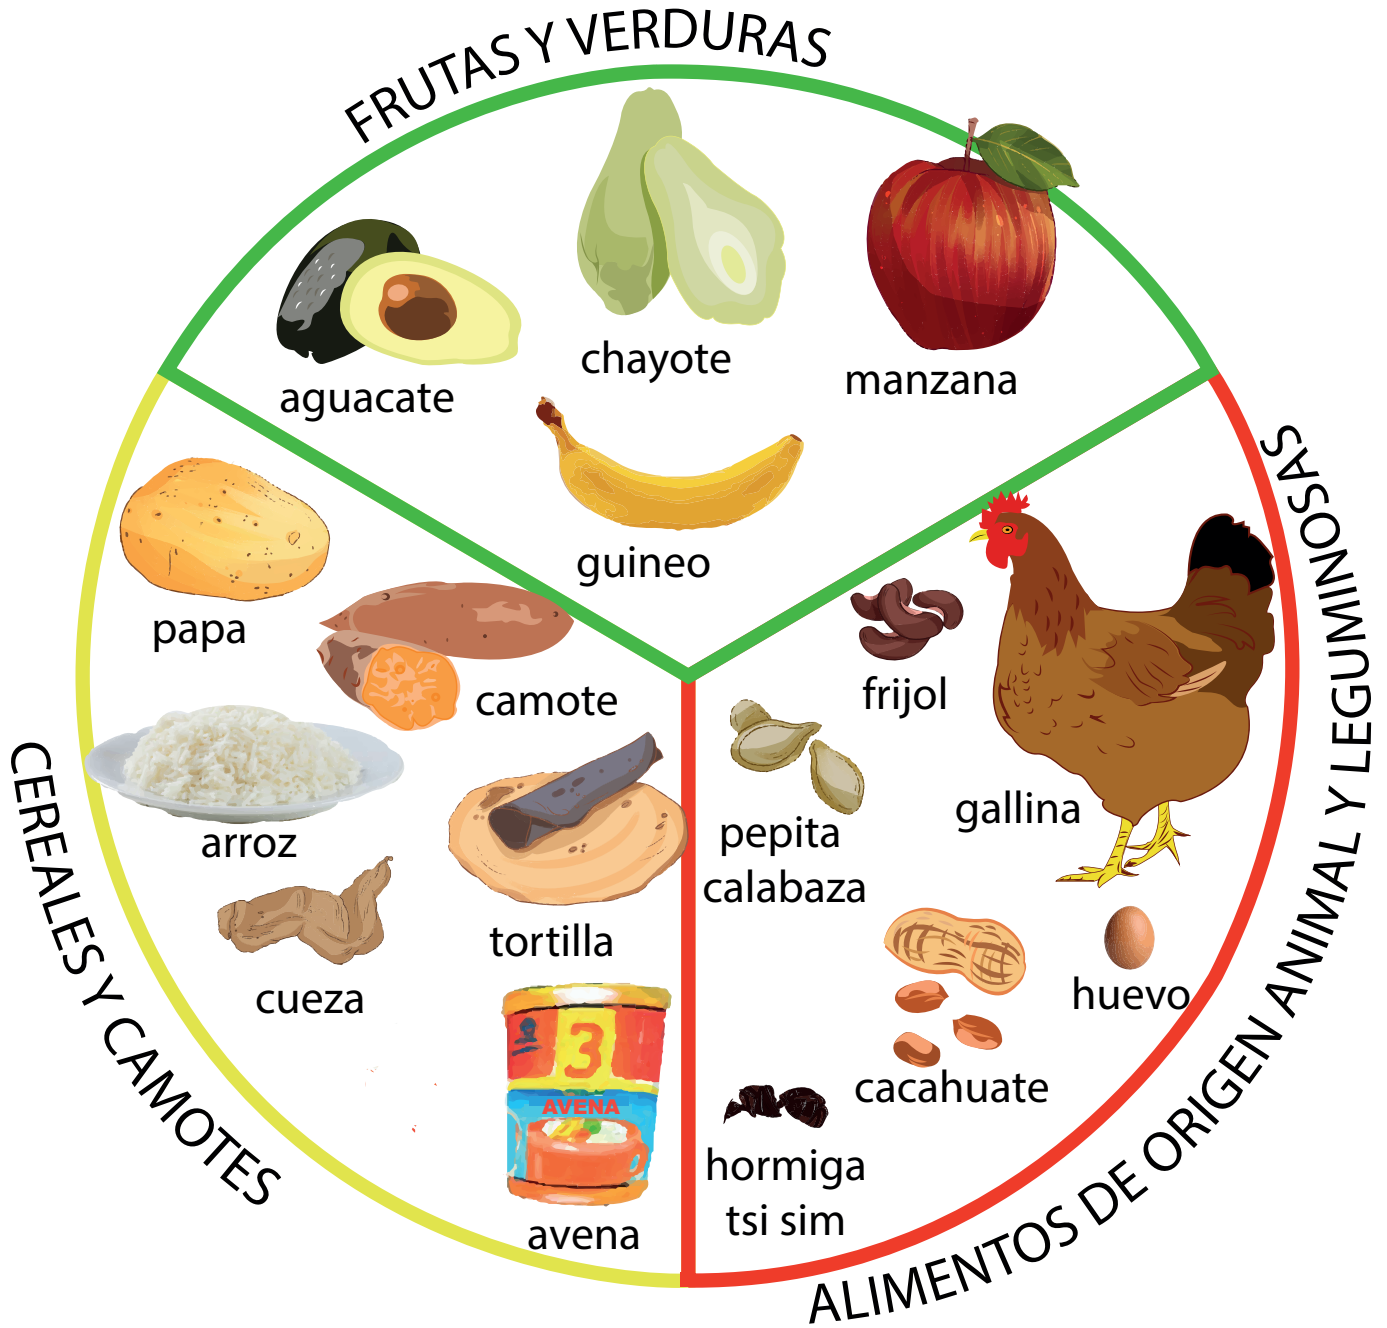 FRUTAS Y VERDURAS
chayote
manzana
aguacate
guineo
CEREALES Y CAMOTES
papa
camote
arroz
tortilla
cueza
3
AVENA
avena
ALIMENTOS DE ORIGEN ANIMAL Y LEGUMINOSAS
frijol
gallina
pepita
calabaza
huevo
cacahuate
hormiga
tsi sim